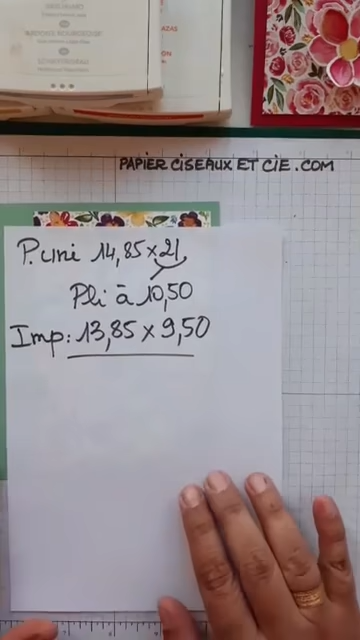 PAPIER CISEAUX ET CIE . COM
P. uni 14,85 x 21
Pli à 10,50
Imp: 13,85 x 9,50